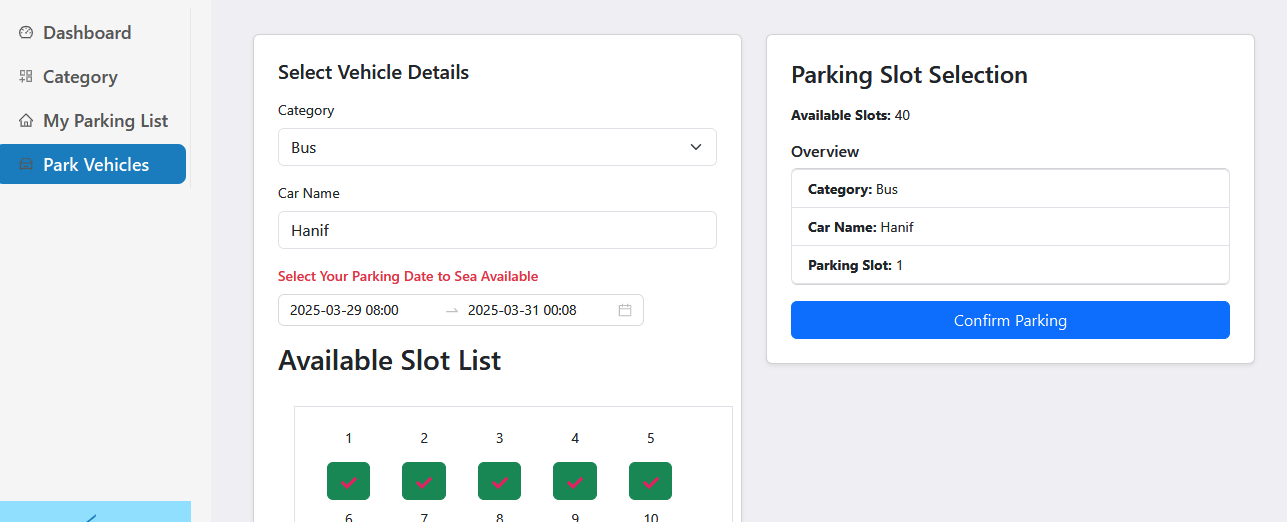 Dashboard
Category
My Parking List
Park Vehicles
Select Vehicle Details
Category
Bus
Car Name
Hanif
Select Your Parking Date to Sea Available
2025-03-29 08:00 → 2025-03-31 00:08
Available Slot List
1 2 3 4 5
6 7 8 9 10
Parking Slot Selection
Available Slots: 40
Overview
Category: Bus
Car Name: Hanif
Parking Slot: 1
Confirm Parking